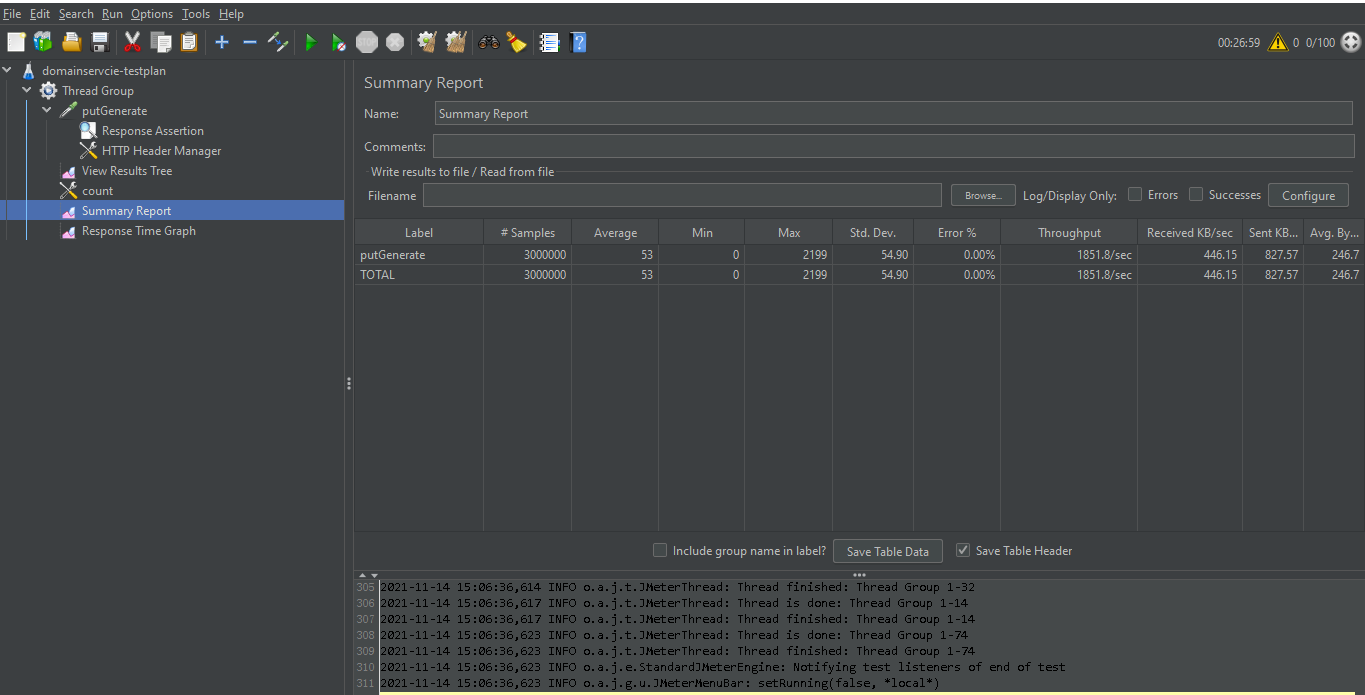 File Edit Search Run Options Tools Help
00:26:59 0 0/100
domainservcie-testplan
Thread Group
putGenerate
Response Assertion
HTTP Header Manager
View Results Tree
count
Summary Report
Response Time Graph
Summary Report
Name: Summary Report
Comments:
Write results to file / Read from file
Filename Browse... Log/Display Only: Errors Successes Configure
Label # Samples Average Min Max Std. Dev. Error % Throughput Received KB/sec Sent KB... Avg. By...
putGenerate 3000000 53 0 2199 54.90 0.00% 1851.8/sec 446.15 827.57 246.7
TOTAL 3000000 53 0 2199 54.90 0.00% 1851.8/sec 446.15 827.57 246.7
Include group name in label? Save Table Data Save Table Header
305 2021-11-14 15:06:36,614 INFO o.a.j.t.JMeterThread: Thread finished: Thread Group 1-32
306 2021-11-14 15:06:36,617 INFO o.a.j.t.JMeterThread: Thread is done: Thread Group 1-14
307 2021-11-14 15:06:36,617 INFO o.a.j.t.JMeterThread: Thread finished: Thread Group 1-14
308 2021-11-14 15:06:36,623 INFO o.a.j.t.JMeterThread: Thread is done: Thread Group 1-74
309 2021-11-14 15:06:36,623 INFO o.a.j.t.JMeterThread: Thread finished: Thread Group 1-74
310 2021-11-14 15:06:36,623 INFO o.a.j.e.StandardJMeterEngine: Notifying test listeners of end of test
311 2021-11-14 15:06:36,623 INFO o.a.j.g.u.JMeterMenuBar: setRunning(false, *local*)